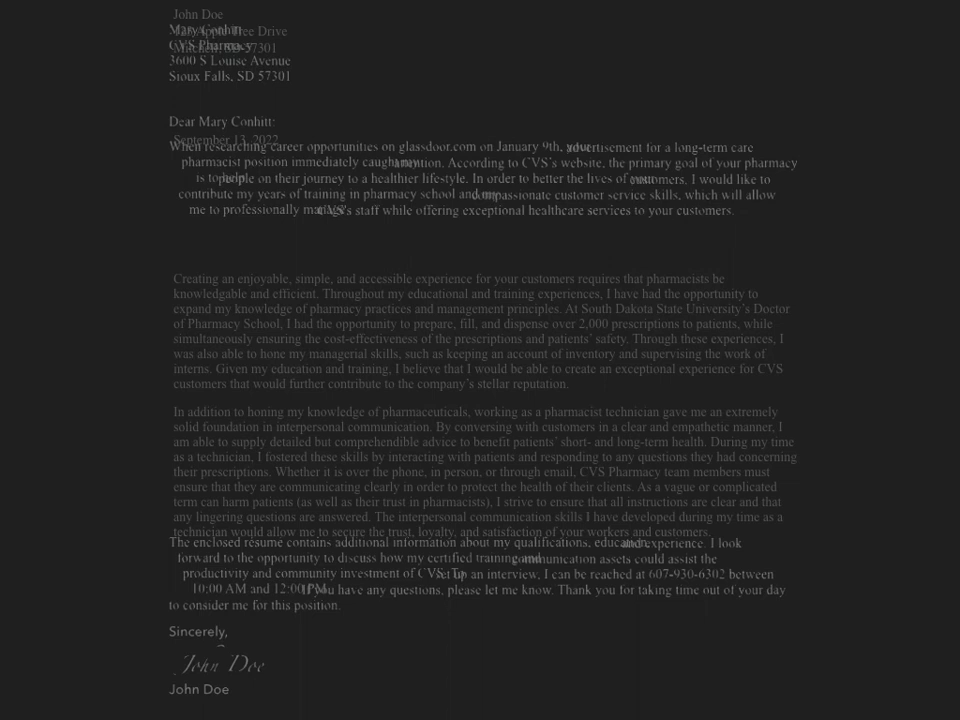 John Doe
Mary Conhitt
Apple Tree Drive
CVS Pharmacy
Mitchell, SD 57301
3600 S Louise Avenue
Sioux Falls, SD 57301
Dear Mary Conhitt:
September 13, 2022
When researching career opportunities on glassdoor.com on January 9th, your advertisement for a long-term care
pharmacist position immediately caught my attention. According to CVS's website, the primary goal of your pharmacy
is to help people on their journey to a healthier lifestyle. In order to better the lives of your customers, I would like to
contribute my years of training in pharmacy school and my compassionate customer service skills, which will allow
me to professionally CVS's staff while offering exceptional healthcare services to your customers.
Creating an enjoyable, simple, and accessible experience for your customers requires that pharmacists be
knowledgable and efficient. Throughout my educational and training experiences, I have had the opportunity to
expand my knowledge of pharmacy practices and management principles. At South Dakota State University's Doctor
of Pharmacy School, I had the opportunity to prepare, fill, and dispense over 2,000 prescriptions to patients, while
simultaneously ensuring the cost-effectiveness of the prescriptions and patients' safety. Through these experiences, I
was also able to hone my managerial skills, such as keeping an account of inventory and supervising the work of
interns. Given my education and training, I believe that I would be able to create an exceptional experience for CVS
customers that would further contribute to the company's stellar reputation.
In addition to honing my knowledge of pharmaceuticals, working as a pharmacist technician gave me an extremely
solid foundation in interpersonal communication. By conversing with customers in a clear and empathetic manner, I
am able to supply detailed but comprehendible advice to benefit patients' short- and long-term health. During my time
as a technician, I fostered these skills by interacting with patients and responding to any questions they had concerning
their prescriptions. Whether it is over the phone, in person, or through email, CVS Pharmacy team members must
ensure that they are communicating clearly in order to protect the health of their clients. As a vague or complicated
term can harm patients (as well as their trust in pharmacists), I strive to ensure that all instructions are clear and that
any lingering questions are answered. The interpersonal communication skills I have developed during my time as a
technician would allow me to secure the trust, loyalty, and satisfaction of your workers and customers.
The enclosed resume contains additional information about my qualifications, education, and experience. I look
forward to the opportunity to discuss how my certified training and communication assets could assist the
productivity and community investment of CVS. To set up an interview, I can be reached at 607-930-6302 between
10:00 AM and 12:00 PM. If you have any questions, please let me know. Thank you for taking time out of your day
to consider me for this position.
Sincerely,
John Doe
John Doe